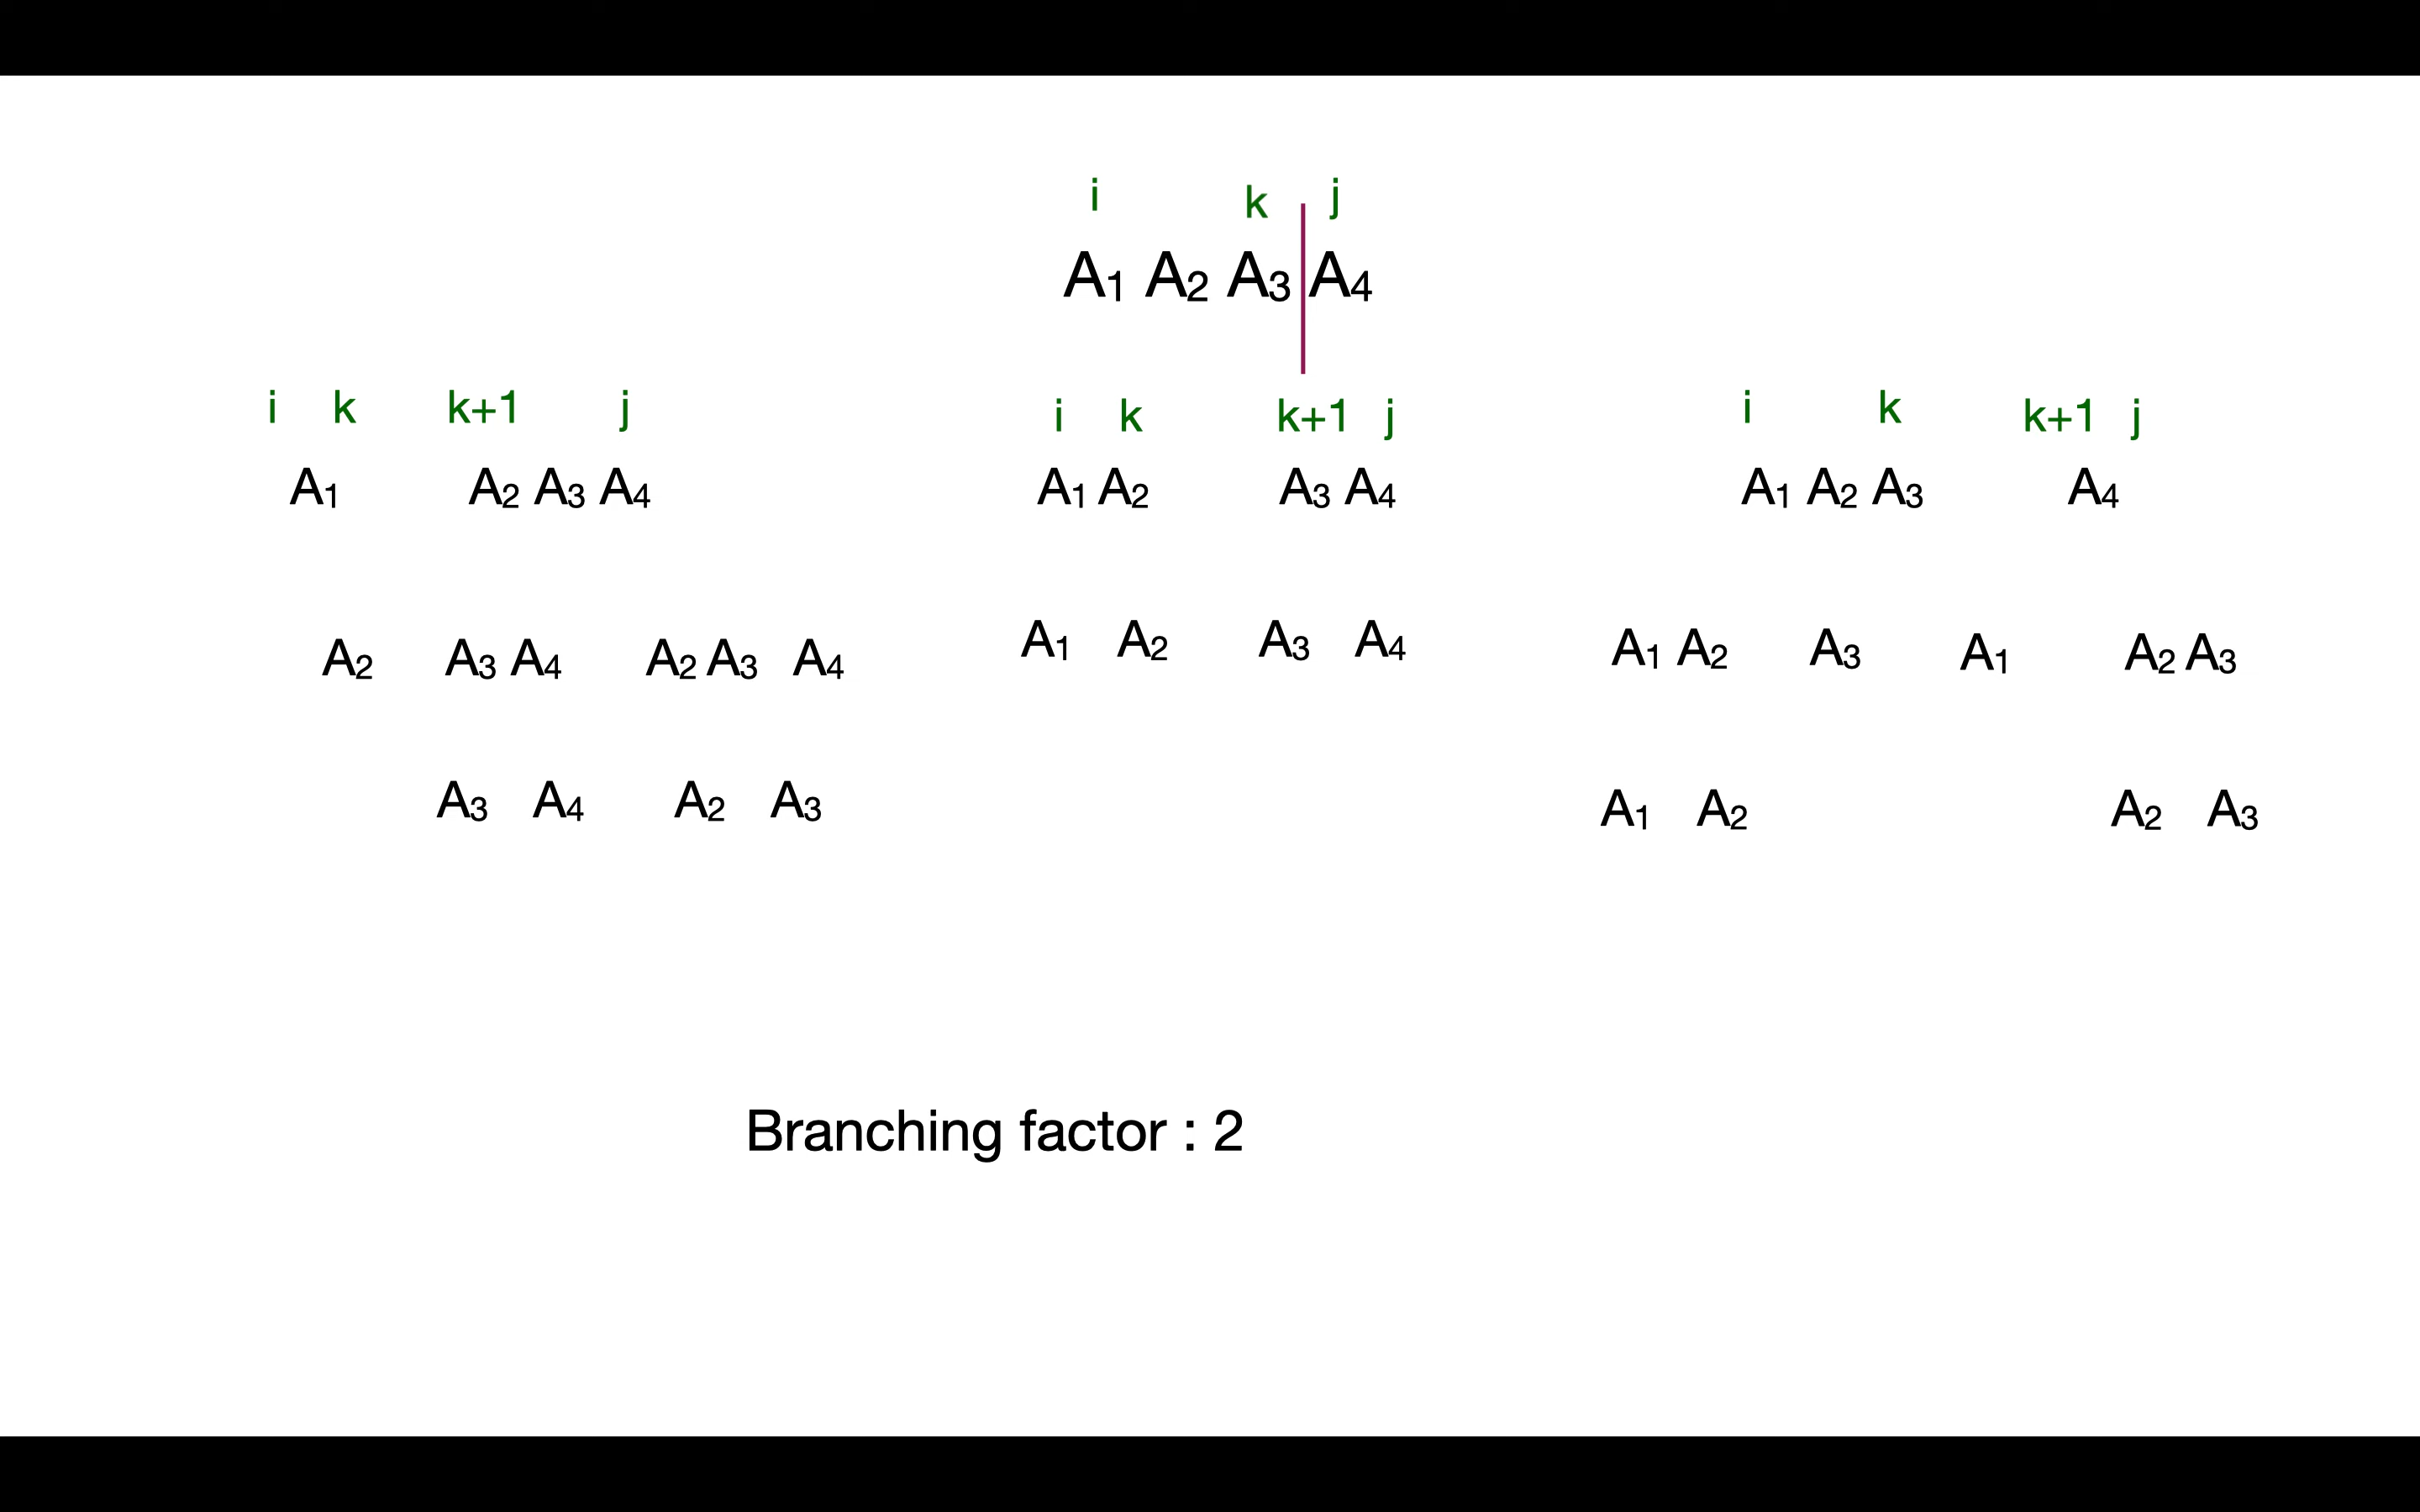 i k j
A1 A2 A3 A4
i k k+1 j i k k+1 j i k k+1 j
A1 A2 A3 A4 A1 A2 A3 A4 A1 A2 A3 A4
A2 A3 A4 A2 A3 A4 A1 A2 A3 A4 A1 A2 A3 A1 A2 A3
A3 A4 A2 A3 A1 A2 A2 A3
Branching factor : 2